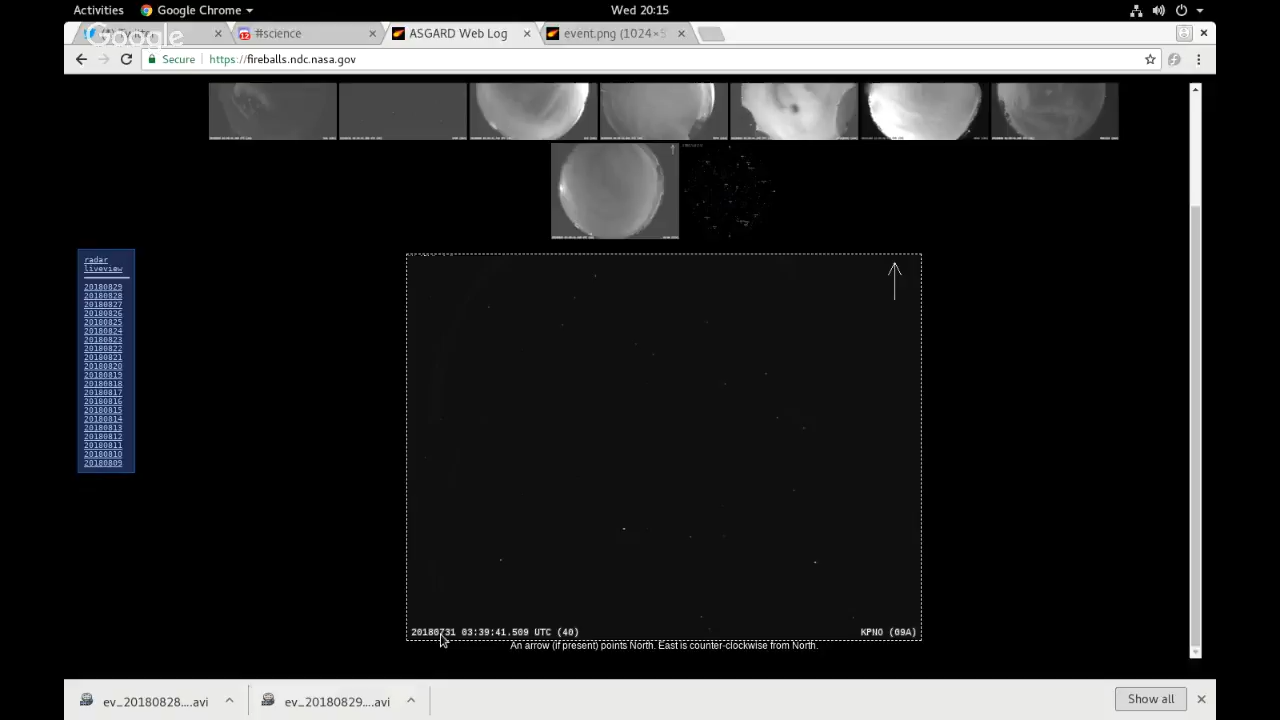 Activities Google Chrome Wed 20:15
Google
#science ASGARD Web Log event.png (1024×5
Secure https://fireballs.ndc.nasa.gov
radar
liveview
20180829
20180828
20180827
20180826
20180825
20180824
20180823
20180822
20180821
20180820
20180819
20180818
20180817
20180816
20180815
20180814
20180813
20180812
20180811
20180810
20180809
20180731 03:39:41.509 UTC (40) KPNO (09A)
An arrow (if present) points North. East is counter-clockwise from North.
ev_20180828....avi ev_20180829....avi Show all